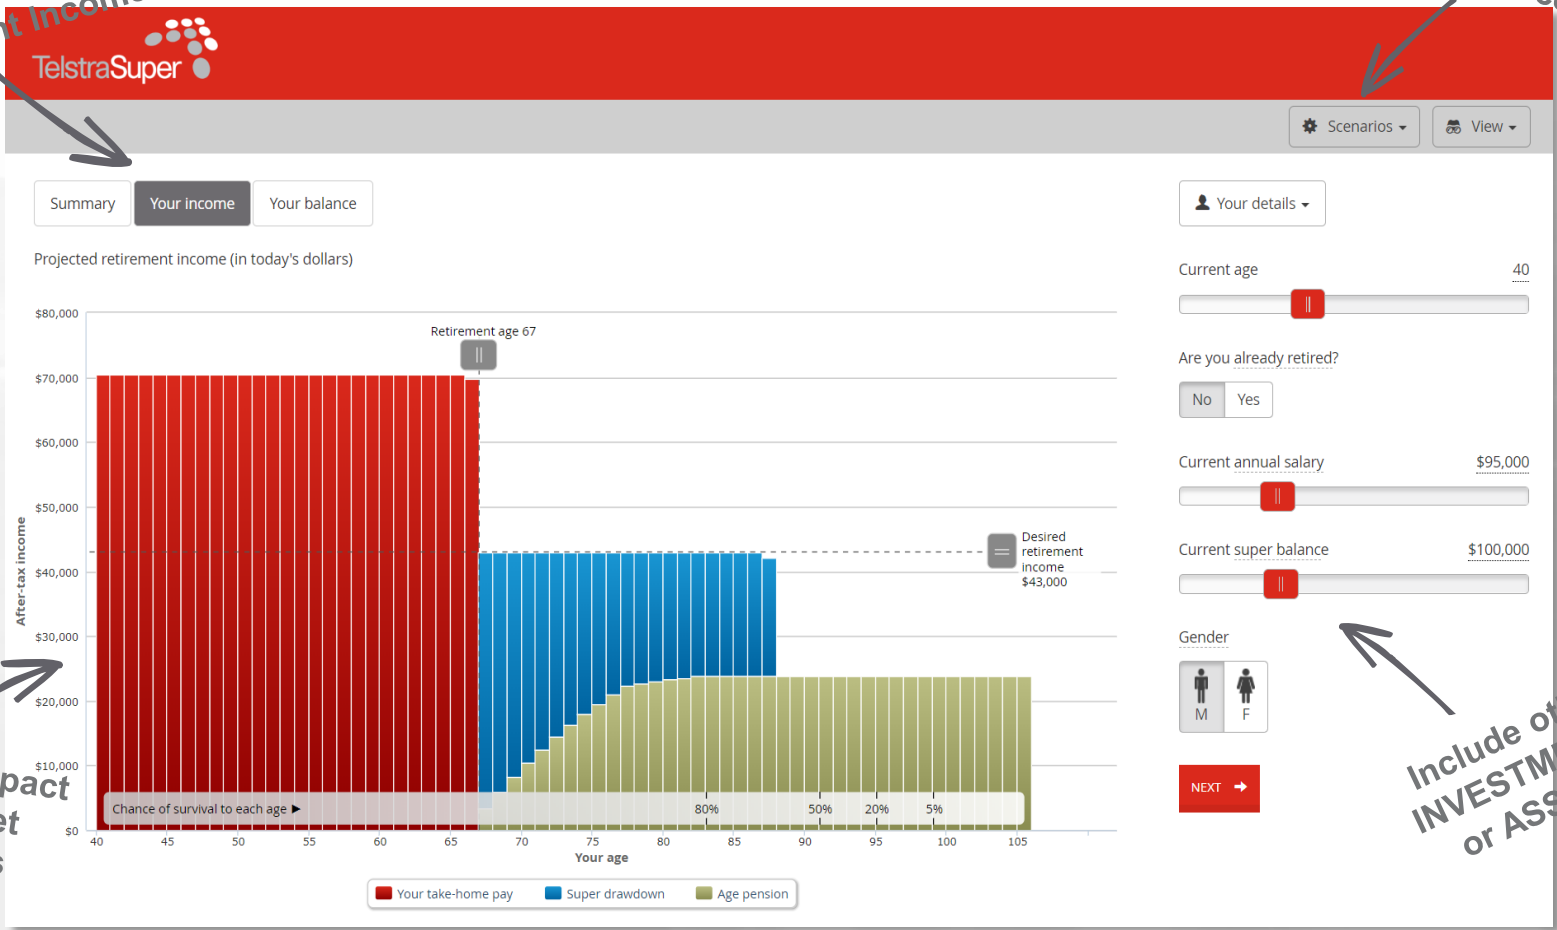 nt Income
TelstraSuper
Scenarios
View
Summary
Your income
Your balance
Your details
Projected retirement income (in today's dollars)
Current age
40
Are you already retired?
No
Yes
Current annual salary
$95,000
Current super balance
$100,000
Gender
M
F
NEXT
Include
INVESTM
or ASS
pact
et
s
After-tax income
$80,000
$70,000
$60,000
$50,000
$40,000
$30,000
$20,000
$10,000
$0
Retirement age 67
Desired
retirement
income
$43,000
Chance of survival to each age
80%
50%
20%
5%
40
45
50
55
60
65
70
75
80
85
90
95
100
105
Your age
Your take-home pay
Super drawdown
Age pension